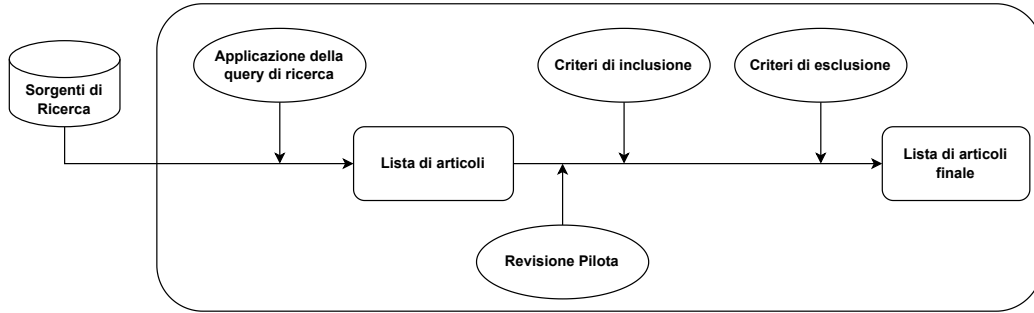 Sorgenti di
Ricerca
Applicazione della
query di ricerca
Lista di articoli
Revisione Pilota
Criteri di inclusione
Criteri di esclusione
Lista di articoli
finale